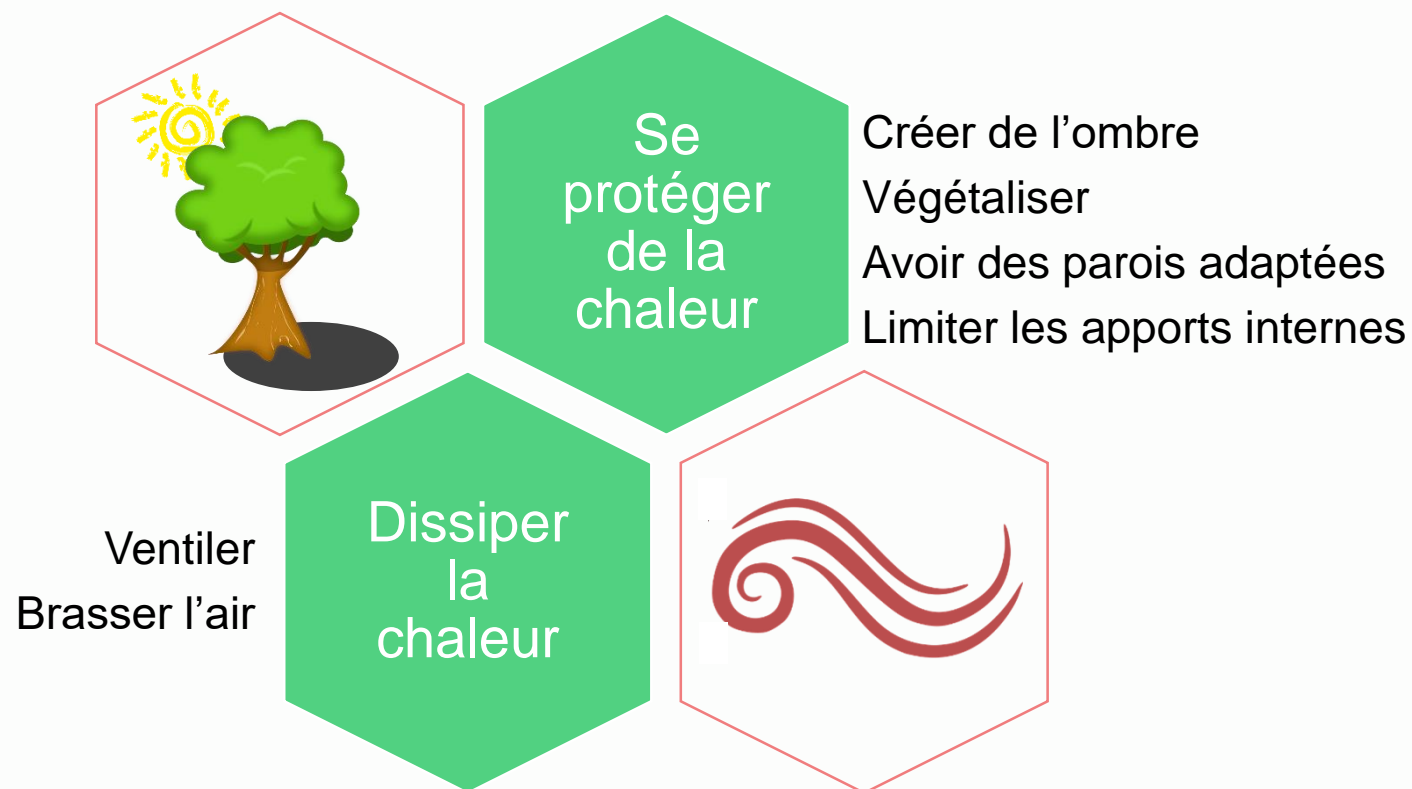 Se
protéger
de la
chaleur
Créer de l’ombre
Végétaliser
Avoir des parois adaptées
Limiter les apports internes
Ventiler
Brasser l’air
Dissiper
la
chaleur